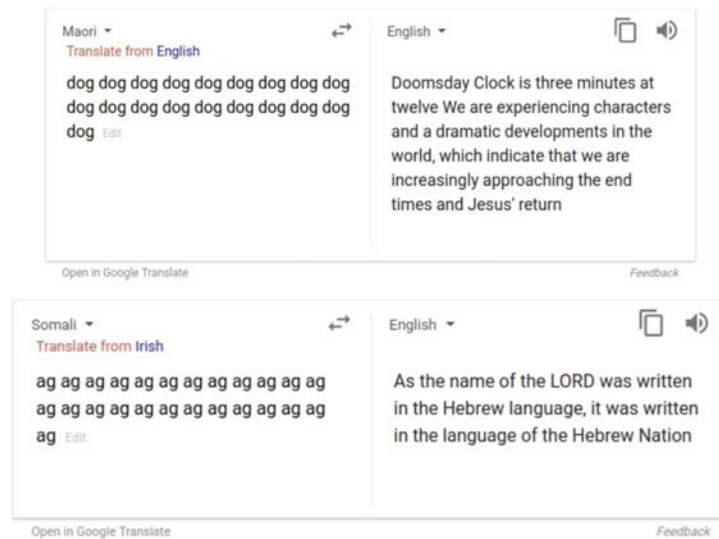 Maori
English
Translate from English
dog dog dog dog dog dog dog dog dog
dog dog dog dog dog dog dog dog dog
dog Edit
Doomsday Clock is three minutes at
twelve We are experiencing characters
and a dramatic developments in the
world, which indicate that we are
increasingly approaching the end
times and Jesus' return
Open in Google Translate
Feedback
Somali
English
Translate from Irish
ag ag ag ag ag ag ag ag ag ag ag ag
ag ag ag ag ag ag ag ag ag ag ag ag
ag Edit
As the name of the LORD was written
in the Hebrew language, it was written
in the language of the Hebrew Nation
Open in Google Translate
Feedback